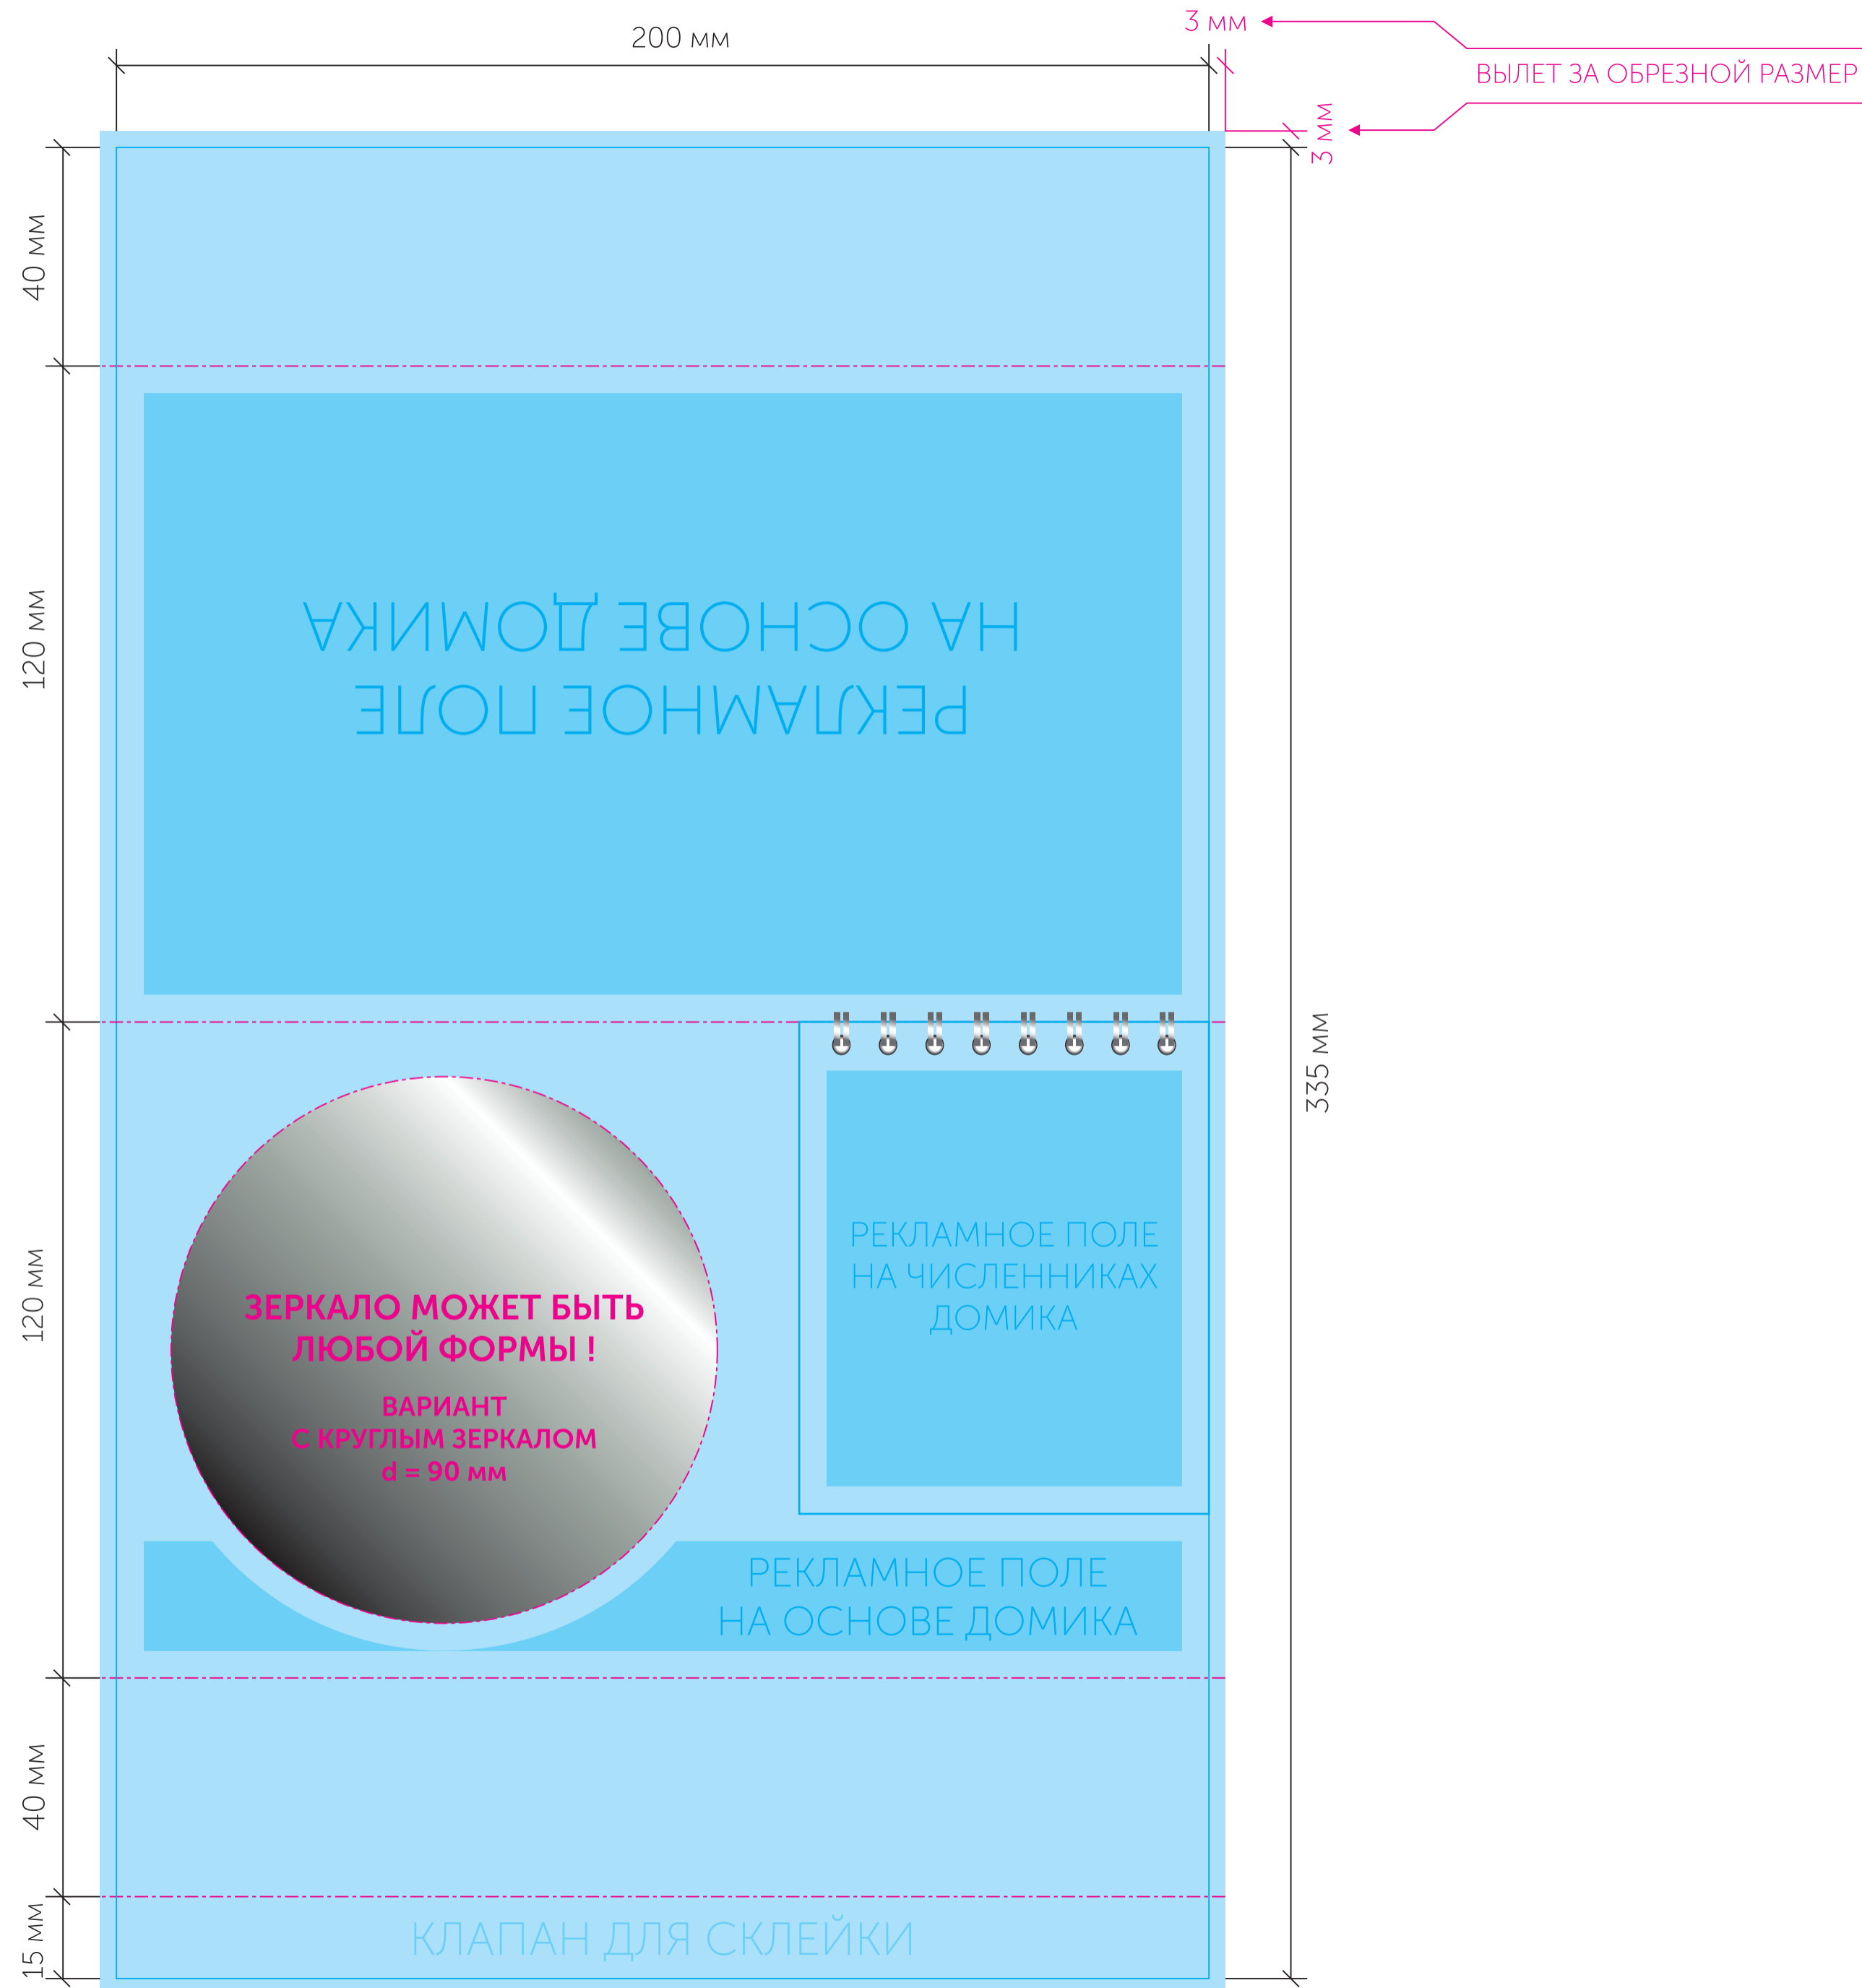 200 мм
3 мм
ВЫЛЕТ ЗА ОБРЕЗНОЙ РАЗМЕР
3 мм
40 мм
120 мм
РЕКЛАМНОЕ ПОЛЕ
НА ОСНОВЕ ДОМИКА
335 мм
120 мм
ЗЕРКАЛО МОЖЕТ БЫТЬ
ЛЮБОЙ ФОРМЫ !
ВАРИАНТ
С КРУГЛЫМ ЗЕРКАЛОМ
d = 90 мм
РЕКЛАМНОЕ ПОЛЕ
НА ЧИСЛЕННИКАХ
ДОМИКА
РЕКЛАМНОЕ ПОЛЕ
НА ОСНОВЕ ДОМИКА
40 мм
15 мм
КЛАПАН ДЛЯ СКЛЕЙКИ